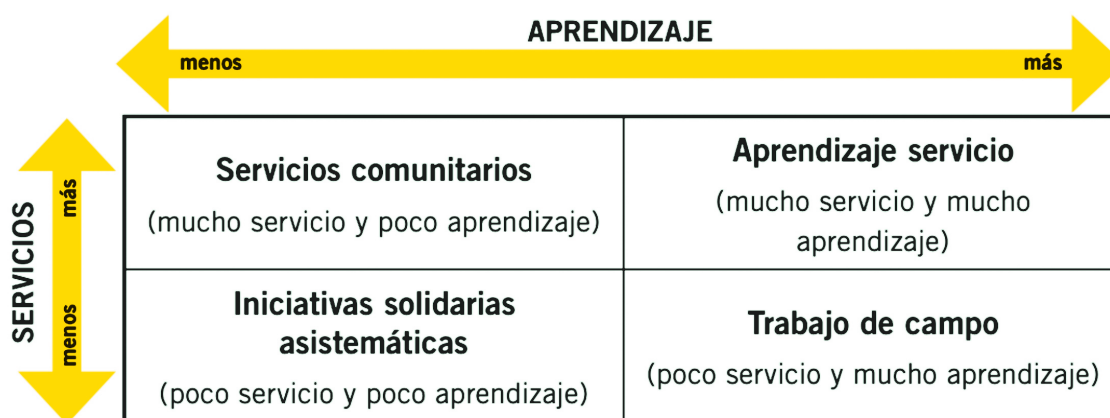 APRENDIZAJE
menos
más
SERVICIOS
más
menos
Servicios comunitarios
(mucho servicio y poco aprendizaje)
Aprendizaje servicio
(mucho servicio y mucho
aprendizaje)
Iniciativas solidarias
asistemáticas
(poco servicio y poco aprendizaje)
Trabajo de campo
(poco servicio y mucho aprendizaje)